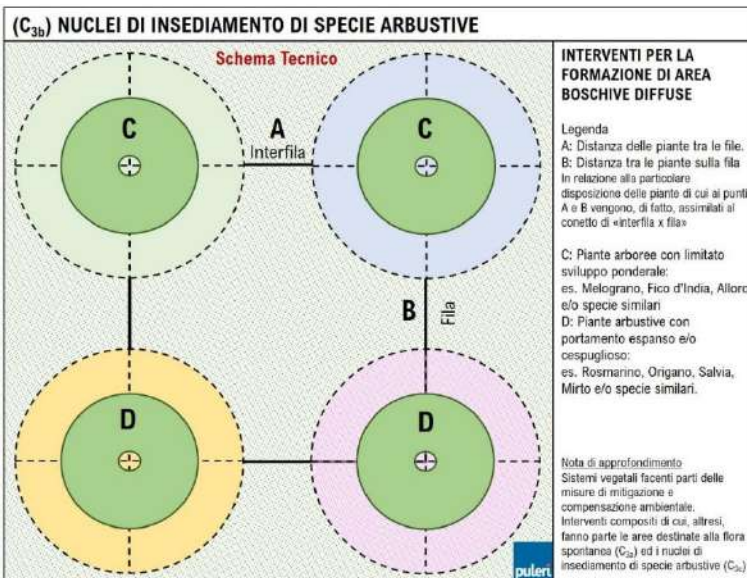 (C3b) NUCLEI DI INSEDIAMENTO DI SPECIE ARBUSTIVE
Schema Tecnico
C
A
Interfila
C
B
Fila
D
D
puleri
INTERVENTI PER LA
FORMAZIONE DI AREA
BOSCHIVE DIFFUSE
Legenda
A: Distanza delle piante tra le file.
B: Distanza tra le piante sulla fila
In relazione alla particolare
disposizione delle piante di cui ai punti
A e B vengono, di fatto, assimilati al
conetto di «interfila x fila»
C: Piante arboree con limitato
sviluppo ponderale:
es. Melograno, Fico d'India, Alloro
e/o specie similari
D: Piante arbustive con
portamento espanso e/o
cespuglioso:
es. Rosmarino, Origano, Salvia,
Mirto e/o specie similari.
Nota di approfondimento
Sistemi vegetali facenti parti delle
misure di mitigazione e
compensazione ambientale.
Interventi compositi di cui, altresì,
fanno parte le aree destinate alla flora
spontanea (C3a) ed i nuclei di
insediamento di specie arbustive (C3c)